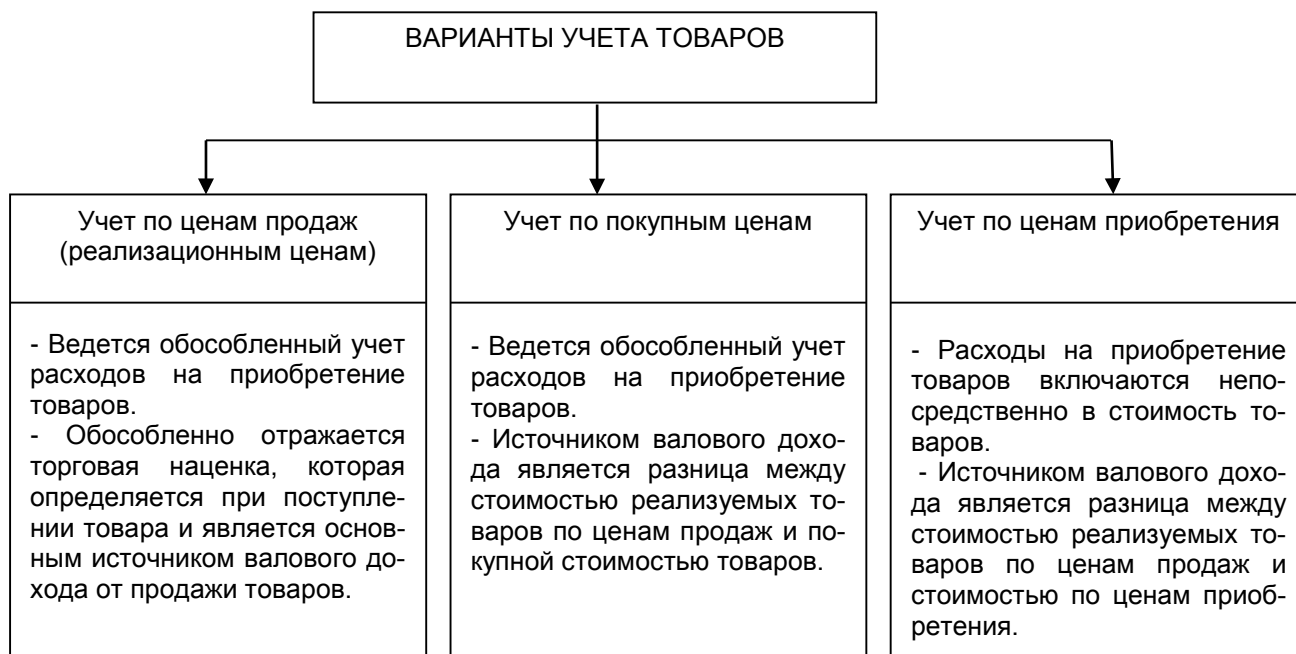 ВАРИАНТЫ УЧЕТА ТОВАРОВ
Учет по ценам продаж
(реализационным ценам)
- Ведется обособленный учет
расходов на приобретение
товаров.
- Обособленно отражается
торговая наценка, которая
определяется при поступле-
нии товара и является основ-
ным источником валового до-
хода от продажи товаров.
Учет по покупным ценам
- Ведется обособленный учет
расходов на приобретение
товаров.
- Источником валового дохо-
да является разница между
стоимостью реализуемых то-
варов по ценам продаж и по-
купной стоимостью товаров.
Учет по ценам приобретения
- Расходы на приобретение
товаров включаются непо-
средственно в стоимость то-
варов.
- Источником валового дохо-
да является разница между
стоимостью реализуемых то-
варов по ценам продаж и
стоимостью по ценам приоб-
ретения.